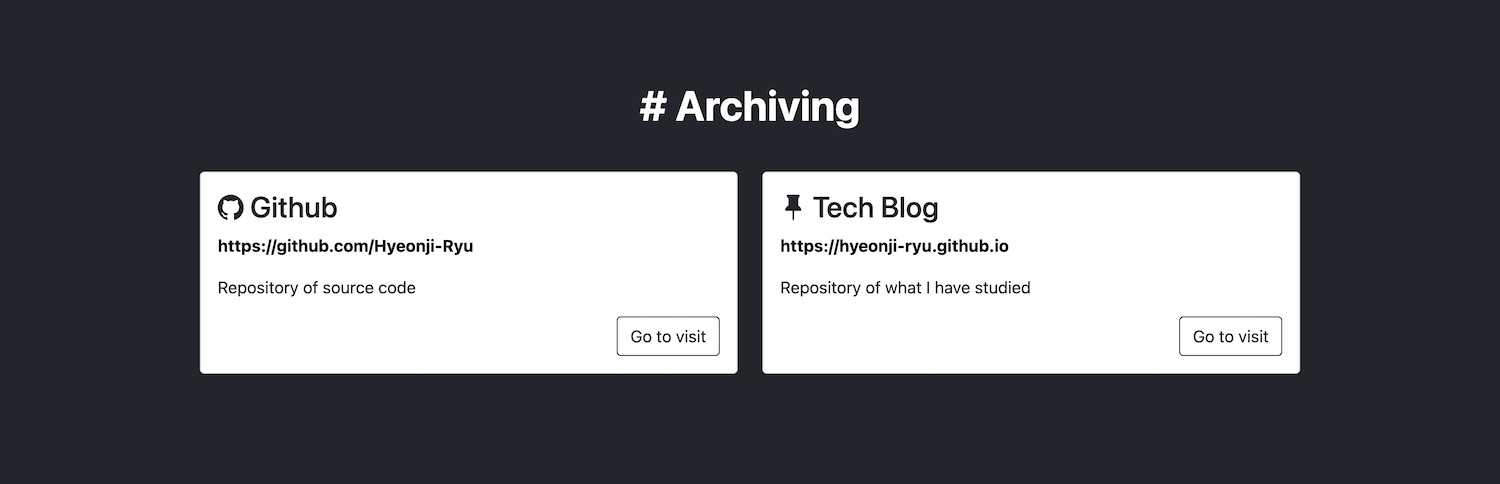 # Archiving
Github
https://github.com/Hyeonji-Ryu
Repository of source code
Go to visit
Tech Blog
https://hyeonji-ryu.github.io
Repository of what I have studied
Go to visit